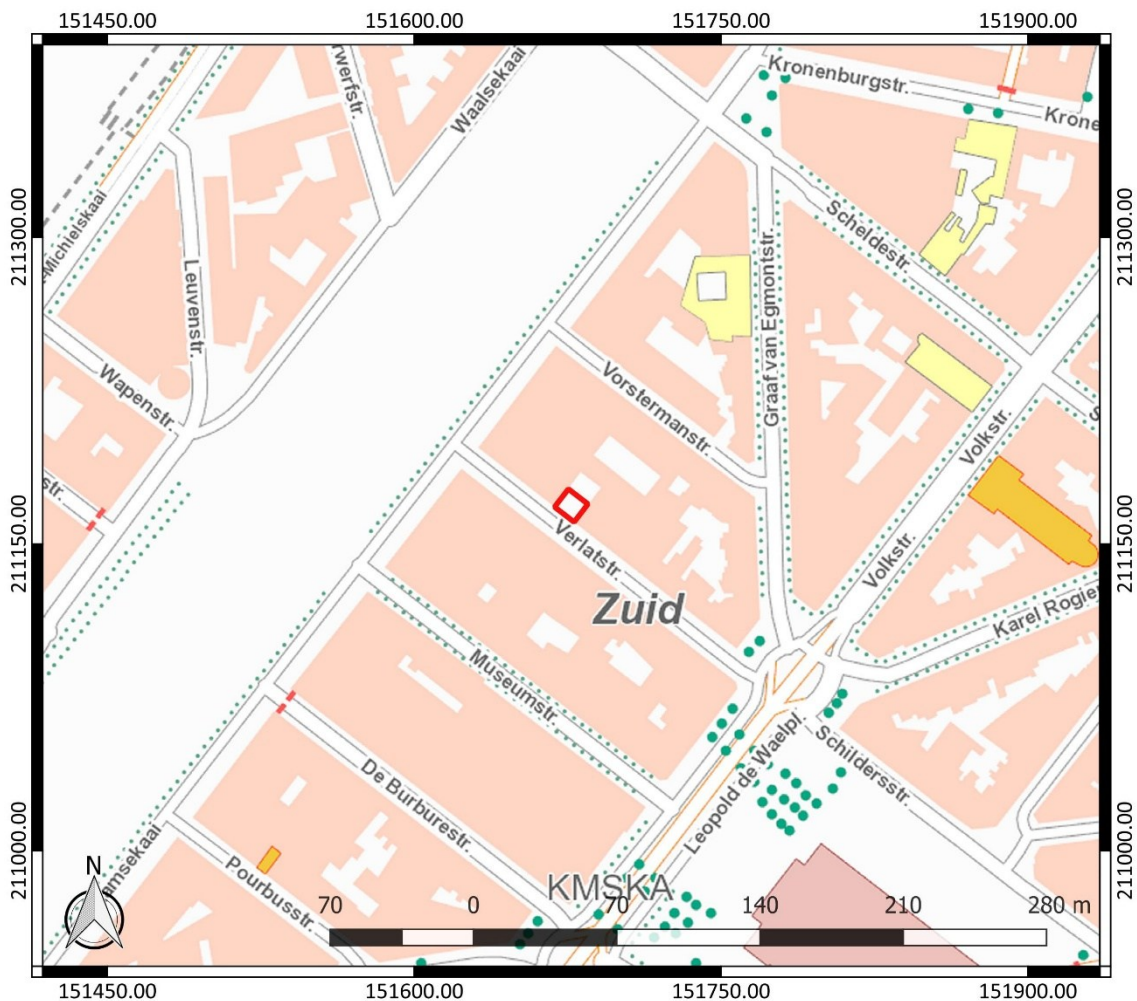 151450.00 151600.00 151750.00 151900.00
Kronenburgstr.
Krone
rwerfstr.
Waalsekaai
Michielskaai
211300.00
211300.00
Scheldestr.
Leuvenstr.
Graaf van Egmontstr.
Wapenstr.
Vorstermanstr.
Volkstr.
S
str.
211150.00
211150.00
Verlatstr.
Volkstr.
Zuid
Karel Rogier
Museumstr.
De Burburestr.
Leopold de Waelpl.
Schildersstr.
211000.00
211000.00
amsekaai
Pourbusstr.
N
KMSKA
70 0 70 140 210 280 m
151450.00 151600.00 151750.00 151900.00